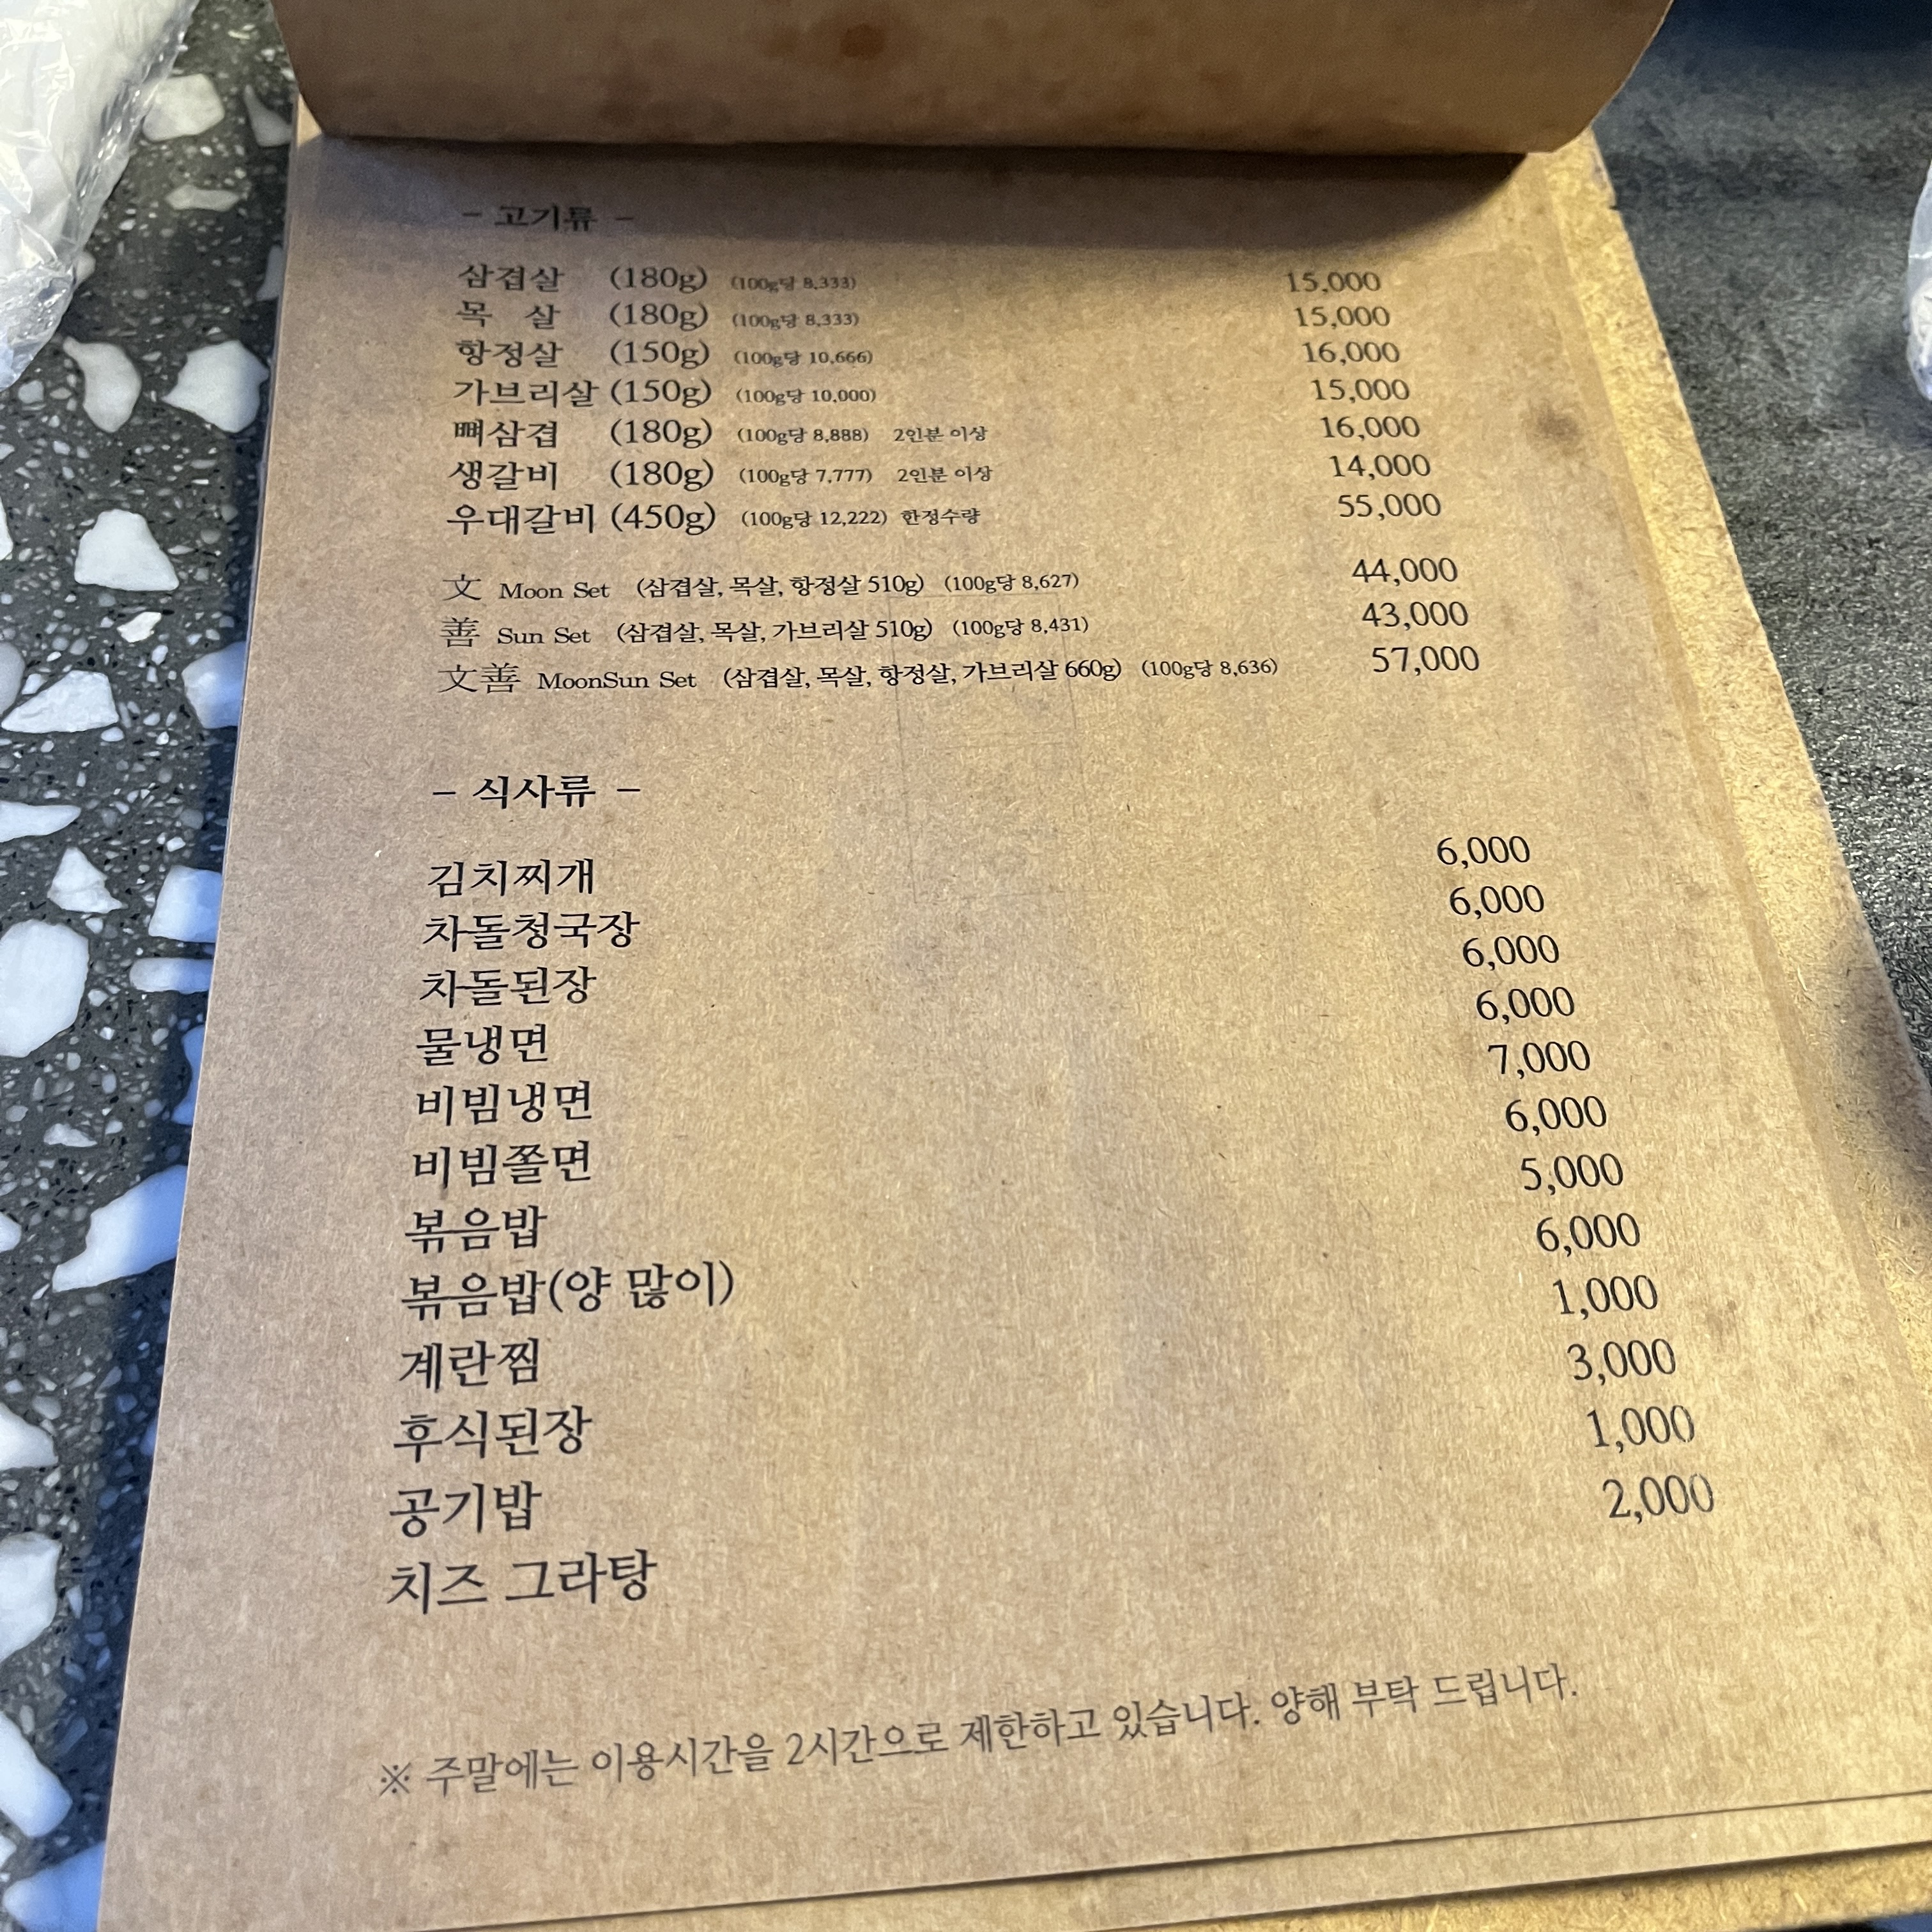 - 고기류 -
삼겹살 (180g) (100g당 8,333) 15,000
목 살 (180g) (100g당 8,333) 15,000
항정살 (150g) (100g당 10,666) 16,000
가브리살 (150g) (100g당 10,000) 15,000
뼈삼겹 (180g) (100g당 8,888) 2인분 이상 16,000
생갈비 (180g) (100g당 7,777) 2인분 이상 14,000
우대갈비 (450g) (100g당 12,222) 한정수량 55,000
文 Moon Set (삼겹살, 목살, 항정살 510g) (100g당 8,627) 44,000
善 Sun Set (삼겹살, 목살, 가브리살 510g) (100g당 8,431) 43,000
文善 MoonSun Set (삼겹살, 목살, 항정살, 가브리살 660g) (100g당 8,636) 57,000
- 식사류 -
김치찌개 6,000
차돌청국장 6,000
차돌된장 6,000
물냉면 6,000
비빔냉면 7,000
비빔쫄면 6,000
볶음밥 5,000
볶음밥(양 많이) 6,000
계란찜 1,000
후식된장 3,000
공기밥 1,000
치즈 그라탕 2,000
※ 주말에는 이용시간을 2시간으로 제한하고 있습니다. 양해 부탁 드립니다.